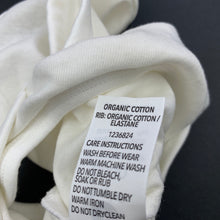 ORGANIC COTTON
RIB: ORGANIC COTTON /
ELASTANE
1236824
CARE INSTRUCTIONS
WASH BEFORE WEAR
WARM MACHINE WASH
DO NOT BLEACH,
SOAK OR RUB
DO NOT TUMBLE DRY
WARM IRON
DO NOT DRYCLEAN